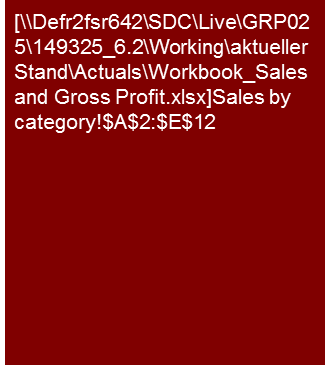 [\\Defr2fsr642\SDC\Live\GRP02
5\149325_6.2\Working\aktueller
Stand\Actuals\Workbook_Sales
and Gross Profit.xlsx]Sales by
category!$A$2:$E$12